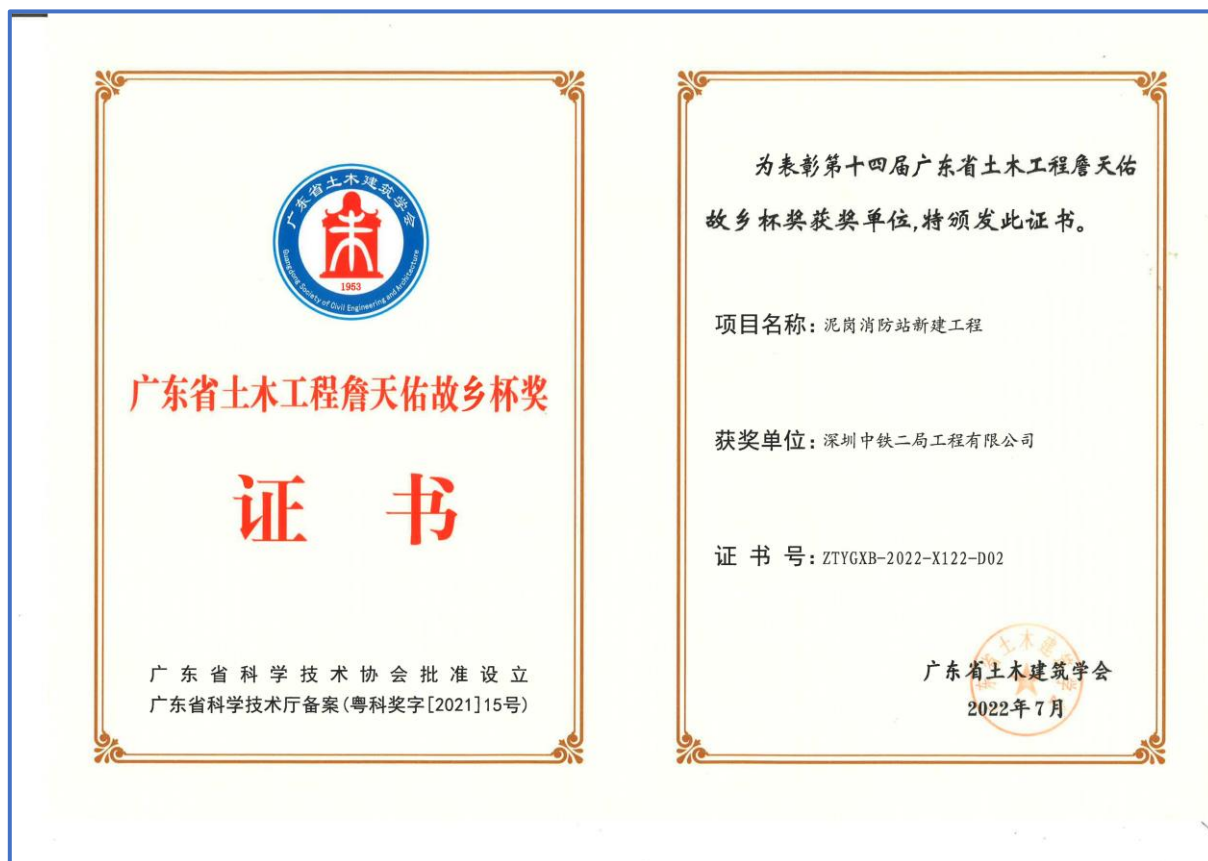 广东省土木建筑学会
1953
Guangdong Society of Civil Engineering and Architecture
广东省土木工程詹天佑故乡杯奖
证 书
广东省科学技术协会批准设立
广东省科学技术厅备案(粤科奖字[2021]15号)
为表彰第十四届广东省土木工程詹天佑
故乡杯奖获奖单位,特颁发此证书。
项目名称: 泥岗消防站新建工程
获奖单位: 深圳中铁二局工程有限公司
证 书 号: ZTYGXB-2022-X122-D02
广东省土木建筑学会
2022年7月